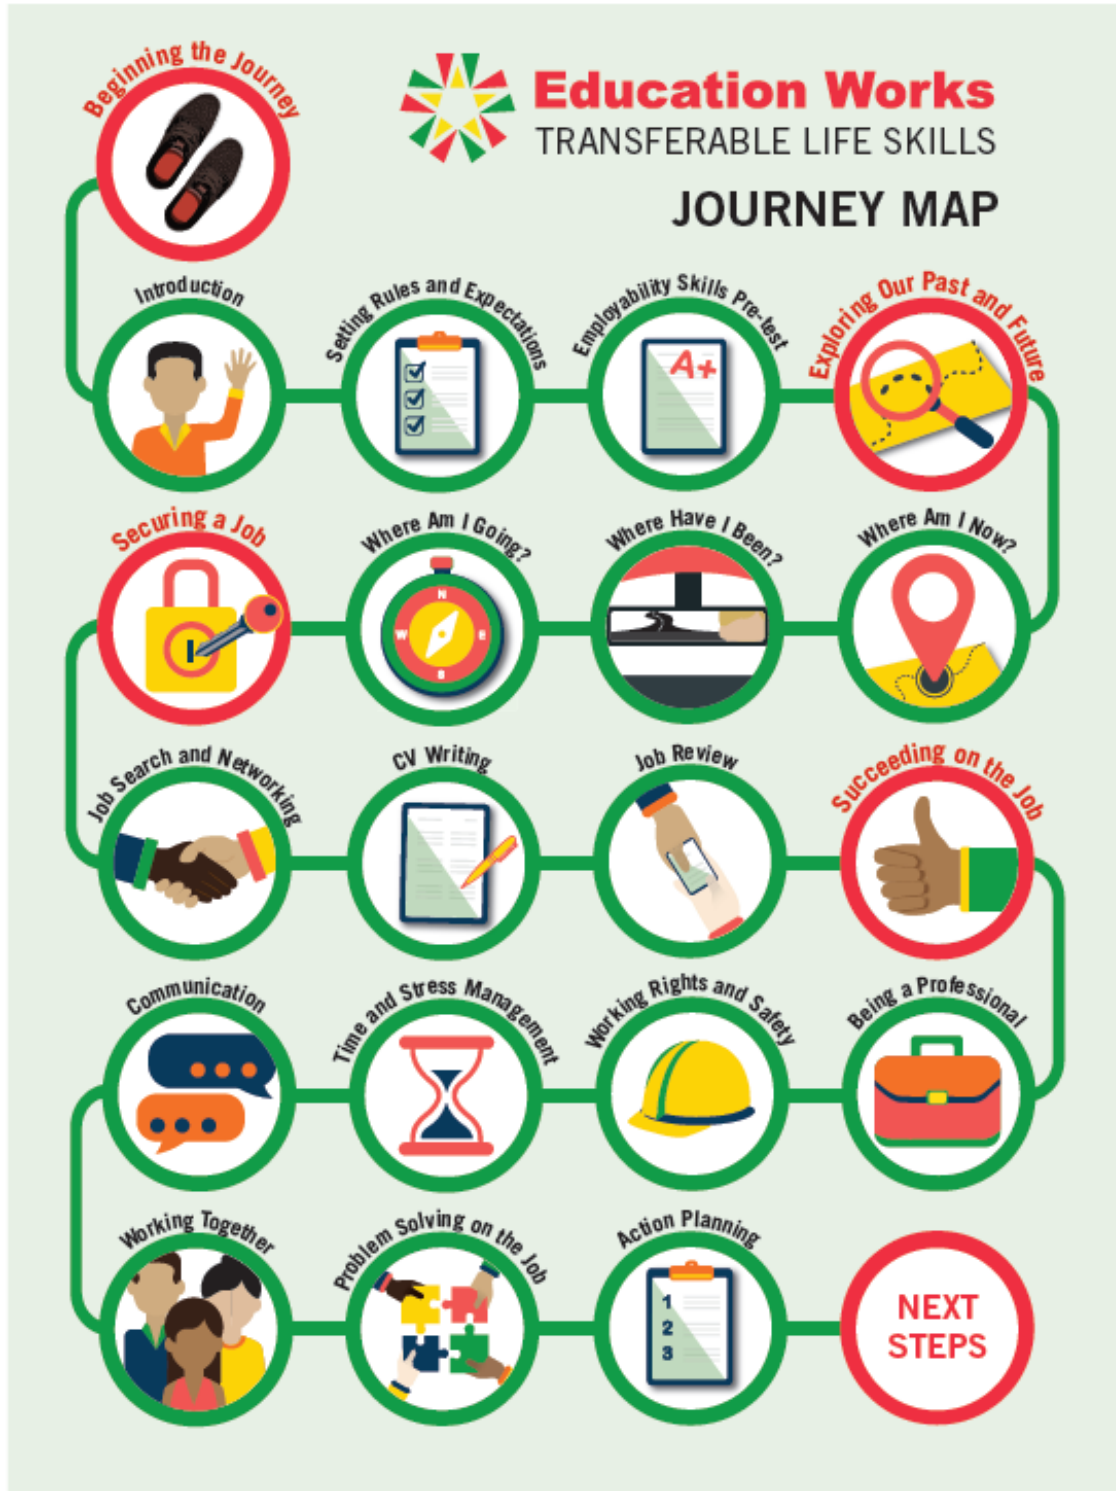 Beginning the Journey
Education Works
TRANSFERABLE LIFE SKILLS
JOURNEY MAP
Introduction
Setting Rules and Expectations
Employability Skills Pre-test
Exploring Our Past and Future
A+
Securing a Job
Where Am I Going?
Where Have I Been?
Where Am I Now?
N
W
E
S
Job Search and Networking
CV Writing
Job Review
Succeeding on the Job
Communication
Time and Stress Management
Working Rights and Safety
Being a Professional
Working Together
Problem Solving on the Job
Action Planning
1
2
3
NEXT
STEPS